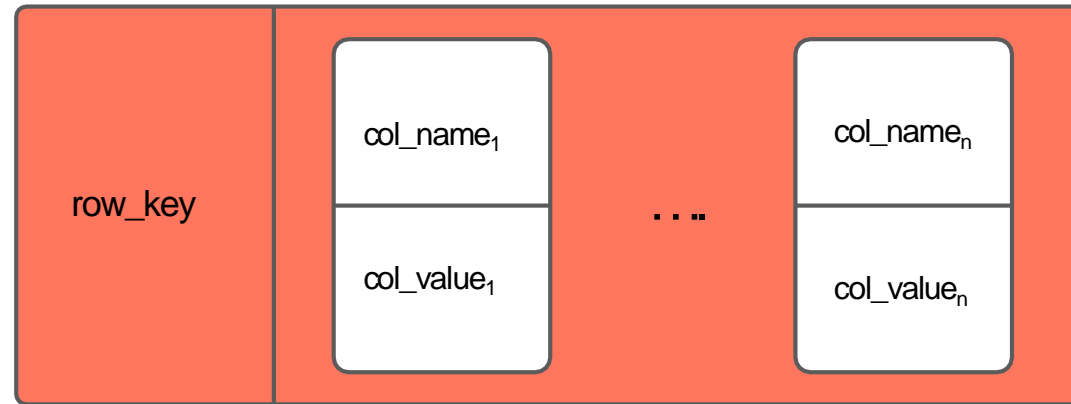 row_key
col_name₁
col_value₁
....
col_nameₙ
col_valueₙ